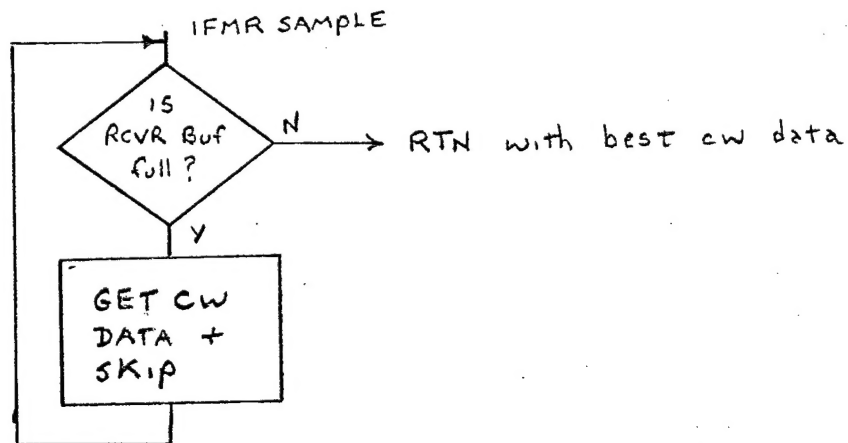 IFMR SAMPLE
IS
RCVR BUF
full?
N
RTN with best cw data
Y
GET CW
DATA +
SKIP